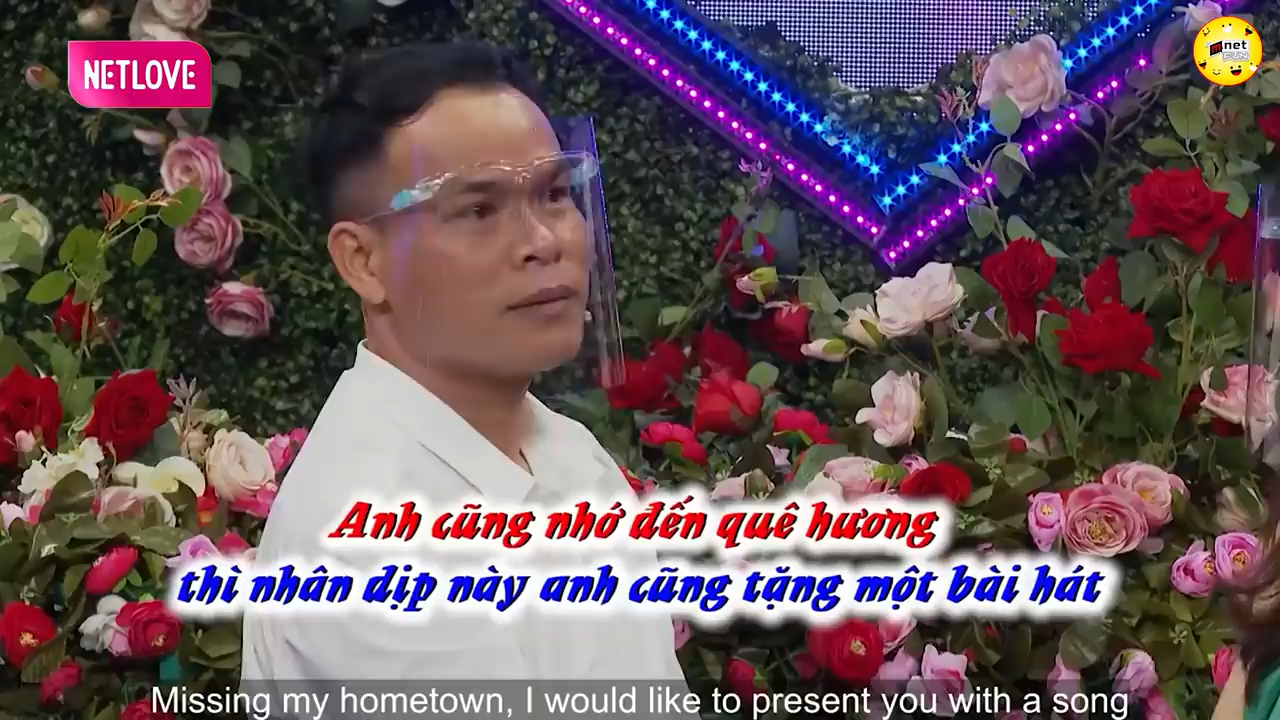 NETLOVE
net
FUN
Anh cũng nhớ đến quê hương
thì nhân dịp này anh cũng tặng một bài hát
Missing my hometown, I would like to present you with a song